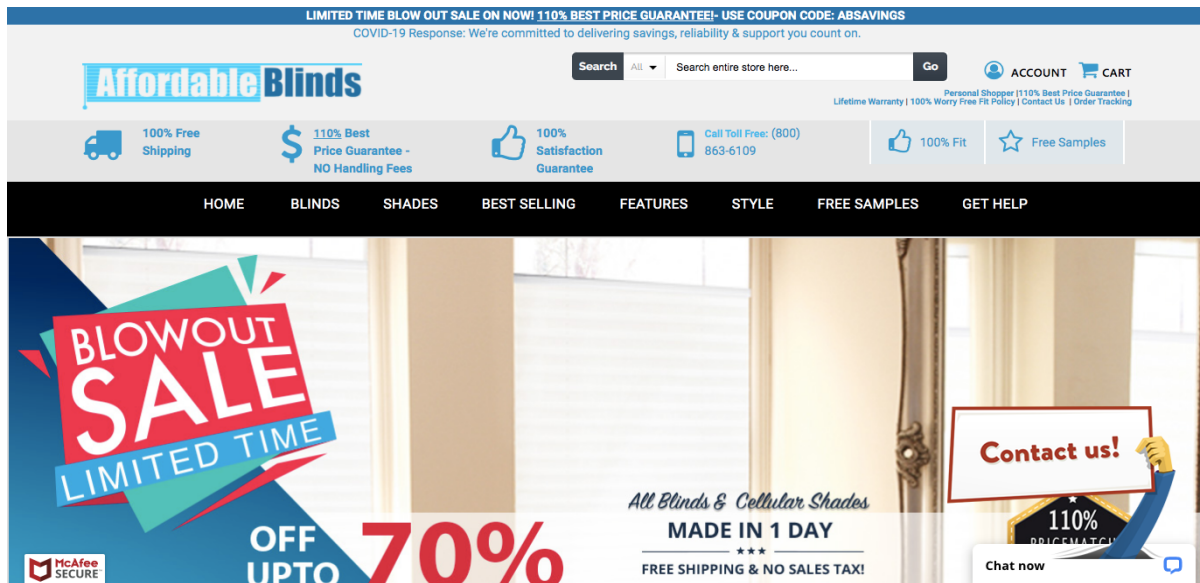 LIMITED TIME BLOW OUT SALE ON NOW! 110% BEST PRICE GUARANTEE!- USE COUPON CODE: ABSAVINGS
COVID-19 Response: We're committed to delivering savings, reliability & support you count on.
Affordable Blinds
Search All Search entire store here... Go
ACCOUNT CART
Personal Shopper |110% Best Price Guarantee |
Lifetime Warranty | 100% Worry Free Fit Policy | Contact Us | Order Tracking
100% Free
Shipping
110% Best
Price Guarantee -
NO Handling Fees
100%
Satisfaction
Guarantee
Call Toll Free: (800)
863-6109
100% Fit
Free Samples
HOME BLINDS SHADES BEST SELLING FEATURES STYLE FREE SAMPLES GET HELP
BLOWOUT
SALE
LIMITED TIME
OFF
UPTO
70%
All Blinds & Cellular Shades
MADE IN 1 DAY
FREE SHIPPING & NO SALES TAX!
Contact us!
110%
PRICEMATCH
Chat now
McAfee
SECURE